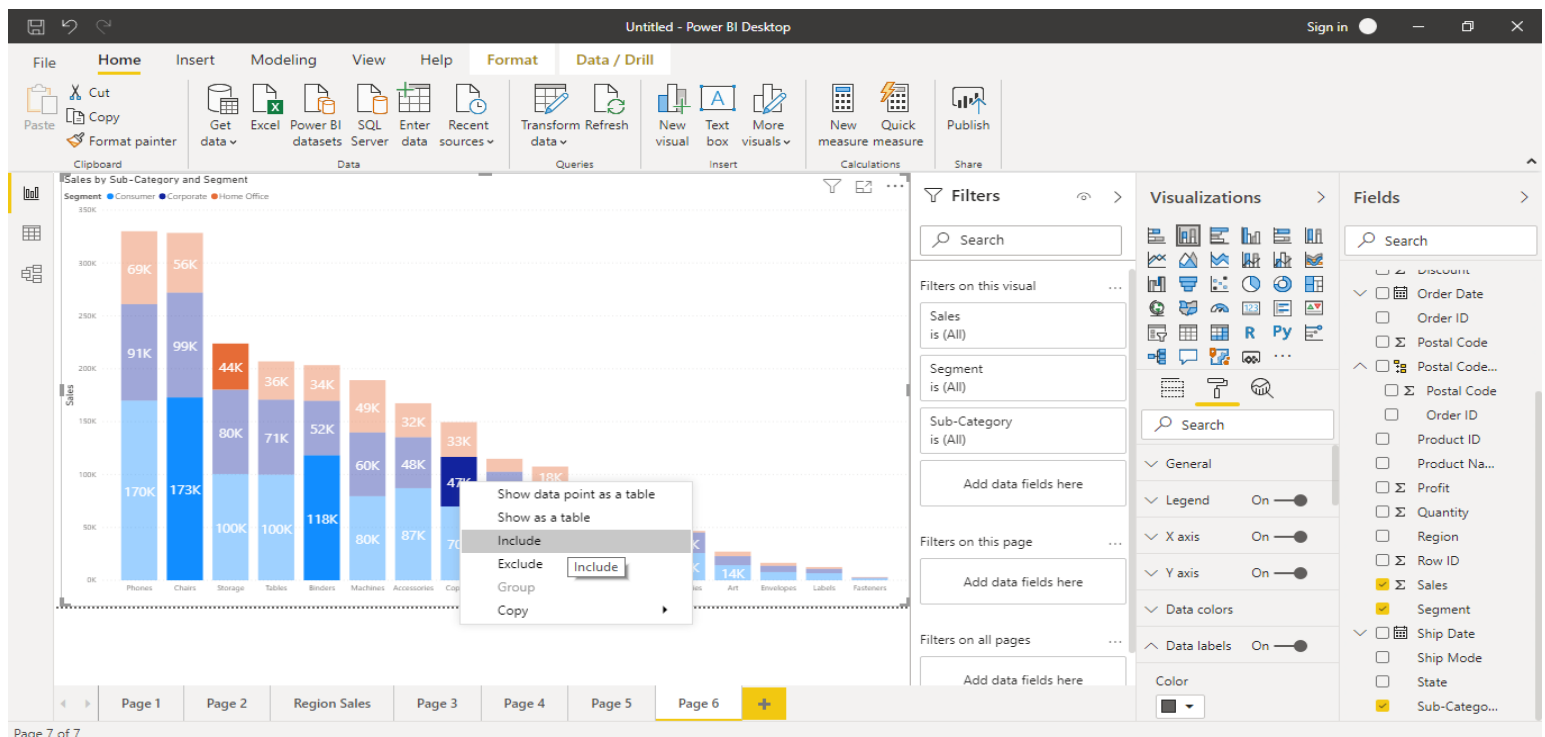 Untitled - Power BI Desktop
Sign in
File Home Insert Modeling View Help Format Data / Drill
Paste
Cut
Copy
Format painter
Clipboard
Get data
Excel
Power BI datasets
SQL Server
Enter data
Recent sources
Data
Transform data
Refresh
Queries
New visual
Text box
More visuals
Insert
New measure
Quick measure
Calculations
Publish
Share
Sales by Sub-Category and Segment
Segment Consumer Corporate Home Office
350K
300K
250K
200K
150K
100K
50K
0K
Sales
69K
91K
170K
56K
99K
173K
44K
80K
100K
36K
71K
100K
34K
52K
118K
49K
60K
80K
32K
48K
87K
33K
18K
14K
Phones Chairs Storage Tables Binders Machines Accessories Art Envelopes Labels Fasteners
Show data point as a table
Show as a table
Include
Exclude
Include
Group
Copy
Filters
Search
Filters on this visual ...
Sales
is (All)
Segment
is (All)
Sub-Category
is (All)
Add data fields here
Filters on this page ...
Add data fields here
Filters on all pages ...
Add data fields here
Visualizations
123
R Py
...
Search
General
Legend On
X axis On
Y axis On
Data colors
Data labels On
Color
Fields
Search
Discount
Order Date
Order ID
Postal Code
Postal Code...
Postal Code
Order ID
Product ID
Product Na...
Profit
Quantity
Region
Row ID
Sales
Segment
Ship Date
Ship Mode
State
Sub-Catego...
Page 1 Page 2 Region Sales Page 3 Page 4 Page 5 Page 6 +
Page 7 of 7